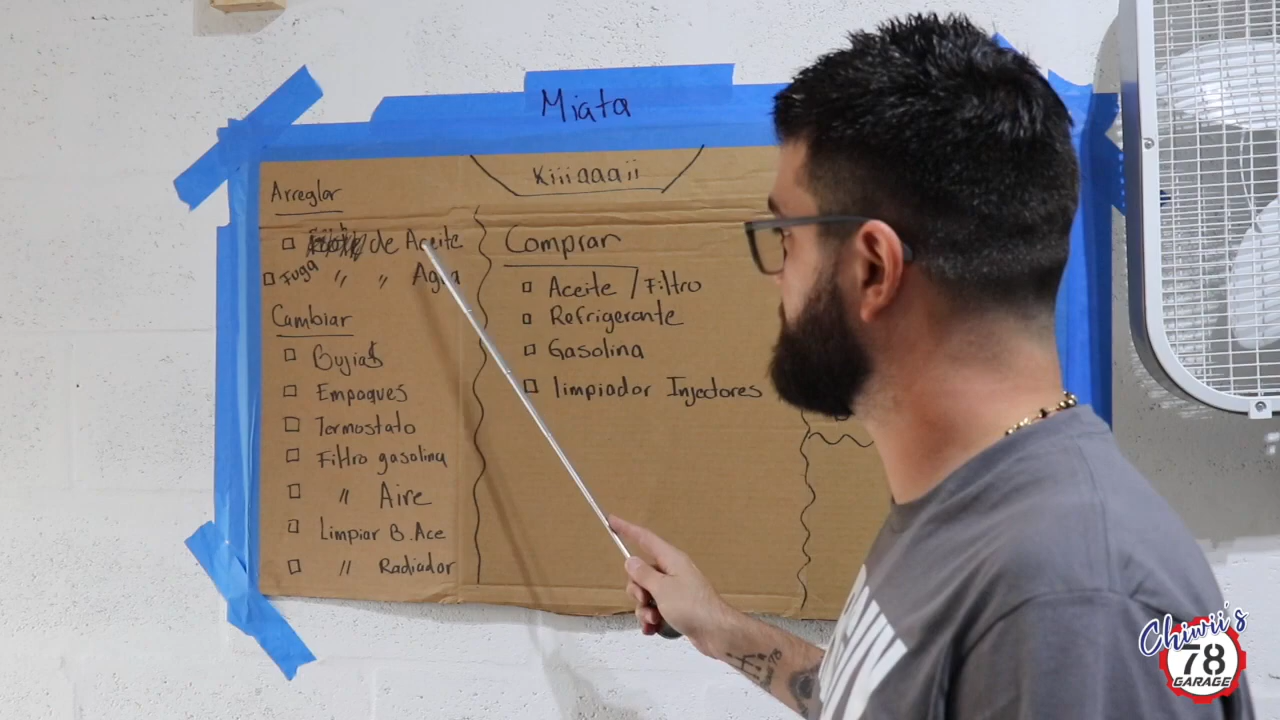 Miata
Kiiiaaaii
Arreglar
de Aceite
Fuga " " Agua
Cambiar
Bujias
Empaques
Termostato
Filtro gasolina
" Aire
Limpiar B. Ace
" Radiador
Comprar
Aceite / Filtro
Refrigerante
Gasolina
limpiador Injectores
Chiwii's
78
GARAGE